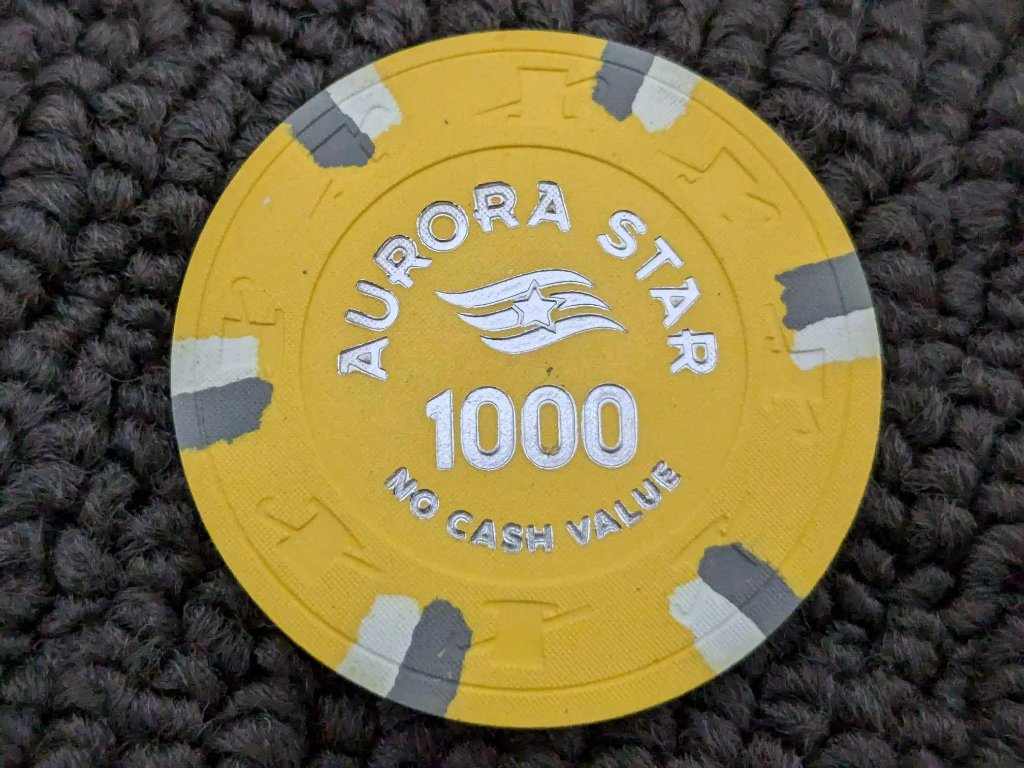 AURORA STAR
1000
NO CASH VALUE